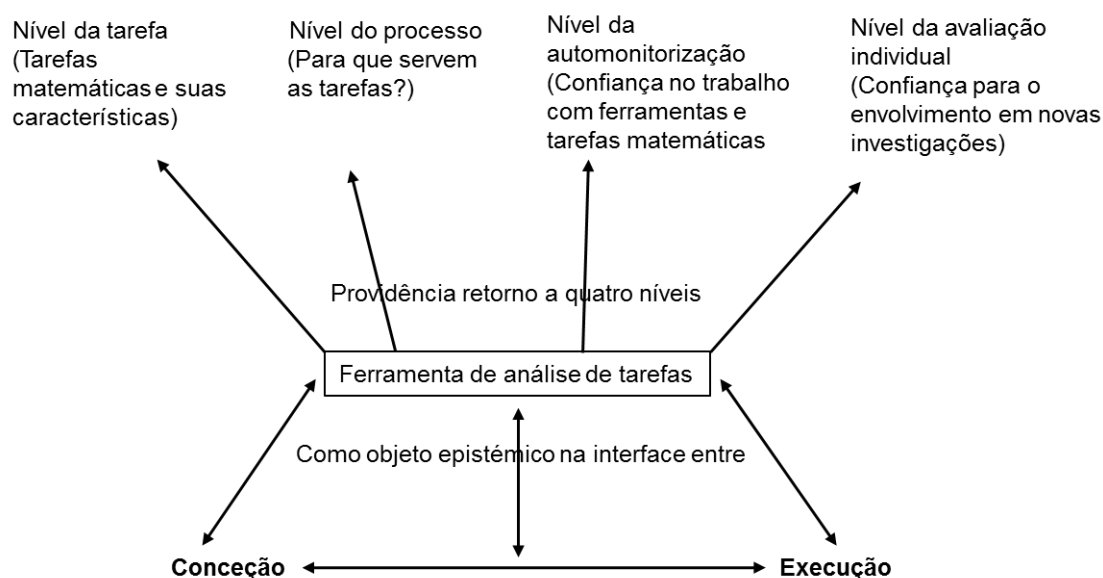 Nível da tarefa
(Tarefas
matemáticas e suas
características)
Nível do processo
(Para que servem
as tarefas?)
Nível da
automonitorização
(Confiança no trabalho
com ferramentas e
tarefas matemáticas
Nível da avaliação
individual
(Confiança para o
envolvimento em novas
investigações)
Providência retorno a quatro níveis
Ferramenta de análise de tarefas
Como objeto epistémico na interface entre
Conceção
Execução